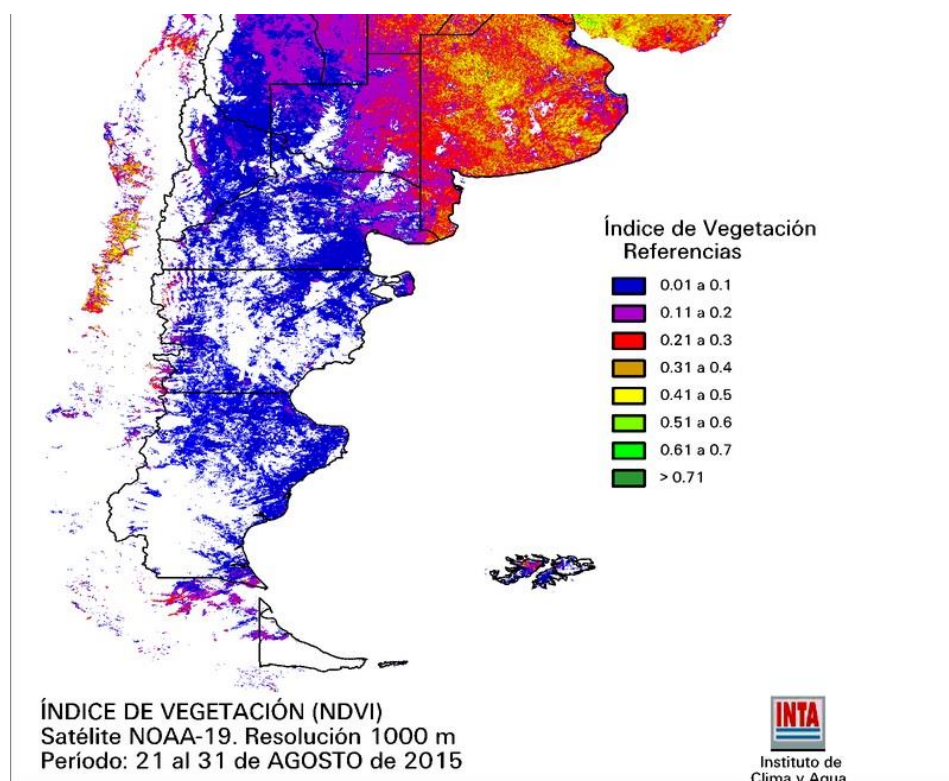 Índice de Vegetación
Referencias
0.01 a 0.1
0.11 a 0.2
0.21 a 0.3
0.31 a 0.4
0.41 a 0.5
0.51 a 0.6
0.61 a 0.7
> 0.71
ÍNDICE DE VEGETACIÓN (NDVI)
Satélite NOAA-19. Resolución 1000 m
Período: 21 al 31 de AGOSTO de 2015
INTA
Instituto de
Clima y Agua